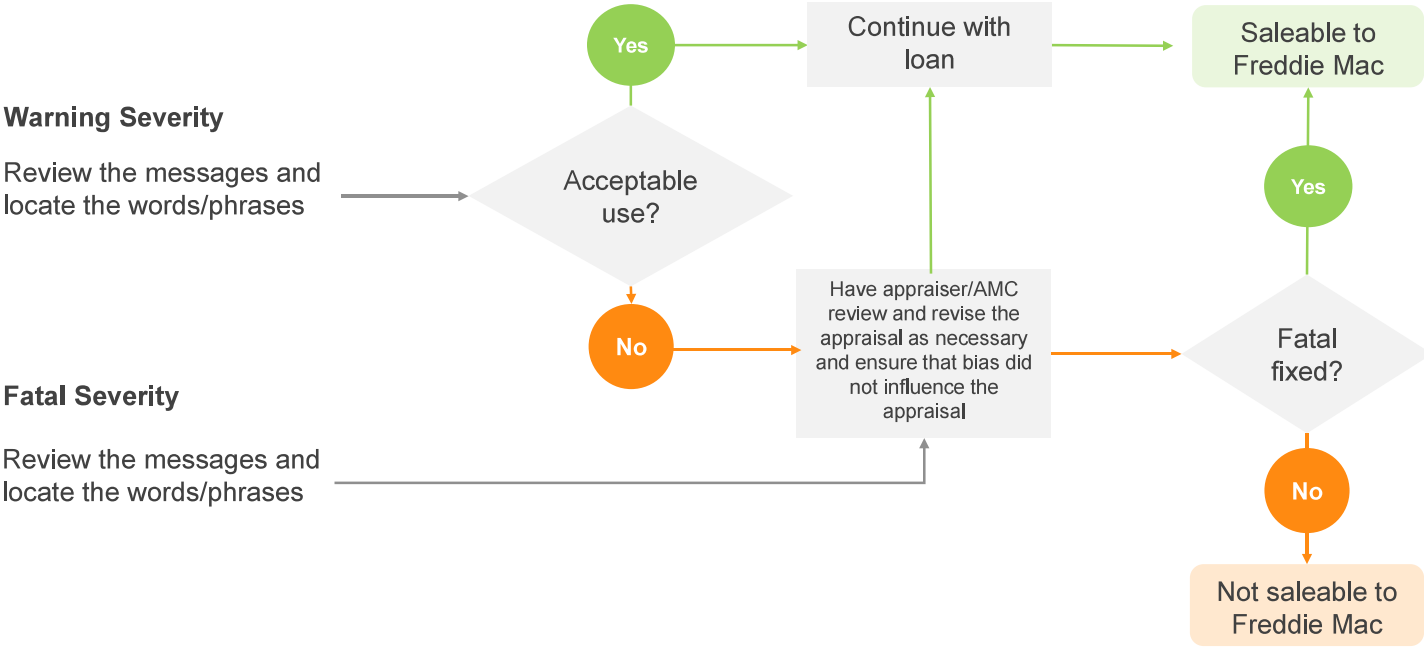 Yes
Continue with
loan
Saleable to
Freddie Mac
Warning Severity
Review the messages and
locate the words/phrases
Acceptable
use?
Yes
No
Have appraiser/AMC
review and revise the
appraisal as necessary
and ensure that bias did
not influence the
appraisal
Fatal
fixed?
Fatal Severity
Review the messages and
locate the words/phrases
No
Not saleable to
Freddie Mac